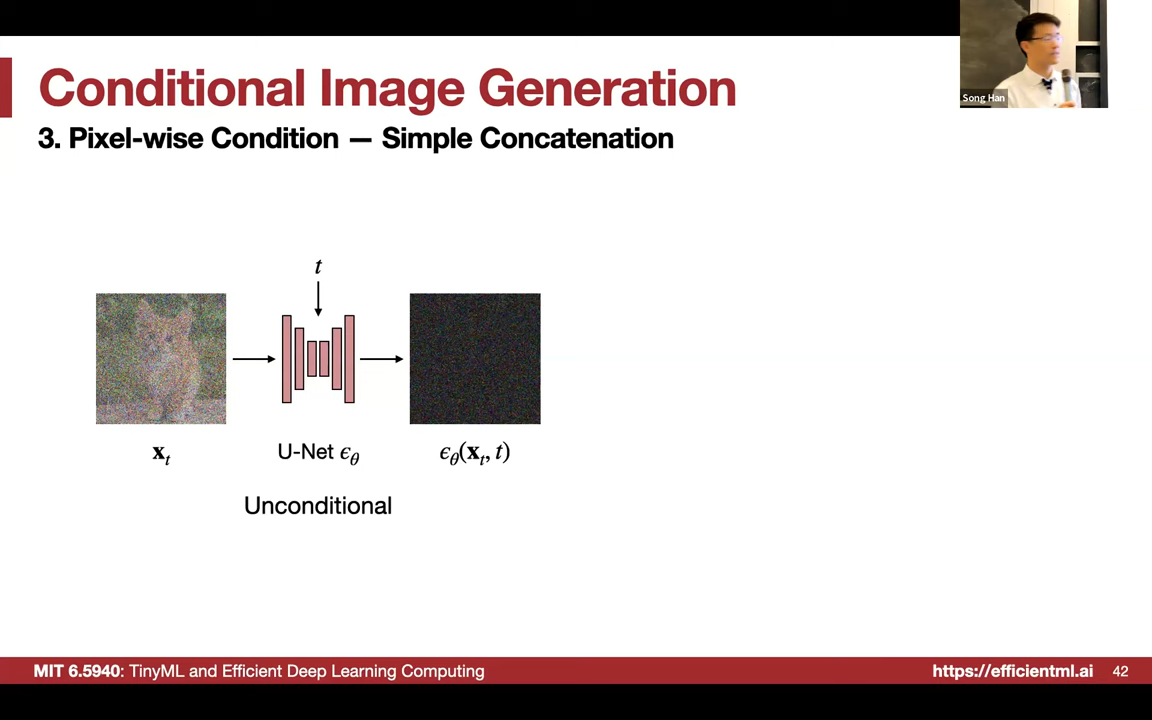 Conditional Image Generation
3. Pixel-wise Condition — Simple Concatenation
Song Han
t
x_t
U-Net ϵ_θ
ϵ_θ(x_t, t)
Unconditional
MIT 6.5940: TinyML and Efficient Deep Learning Computing
https://efficientml.ai
42